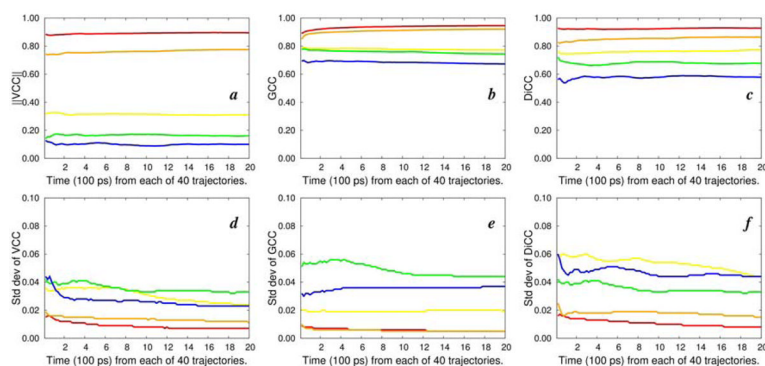 1.00
0.80
0.60
0.40
0.20
0.00
||VCC||
a
2 4 6 8 10 12 14 16 18 20
Time (100 ps) from each of 40 trajectories.
1.00
0.80
0.60
0.40
0.20
0.00
GCC
b
2 4 6 8 10 12 14 16 18 20
Time (100 ps) from each of 40 trajectories.
1.00
0.80
0.60
0.40
0.20
0.00
DiCC
c
2 4 6 8 10 12 14 16 18 20
Time (100 ps) from each of 40 trajectories.
0.10
0.08
0.06
0.04
0.02
0.00
Std dev of VCC
d
2 4 6 8 10 12 14 16 18 20
Time (100 ps) from each of 40 trajectories.
0.10
0.08
0.06
0.04
0.02
0.00
Std dev of GCC
e
2 4 6 8 10 12 14 16 18 20
Time (100 ps) from each of 40 trajectories.
0.10
0.08
0.06
0.04
0.02
0.00
Std dev of DiCC
f
2 4 6 8 10 12 14 16 18 20
Time (100 ps) from each of 40 trajectories.